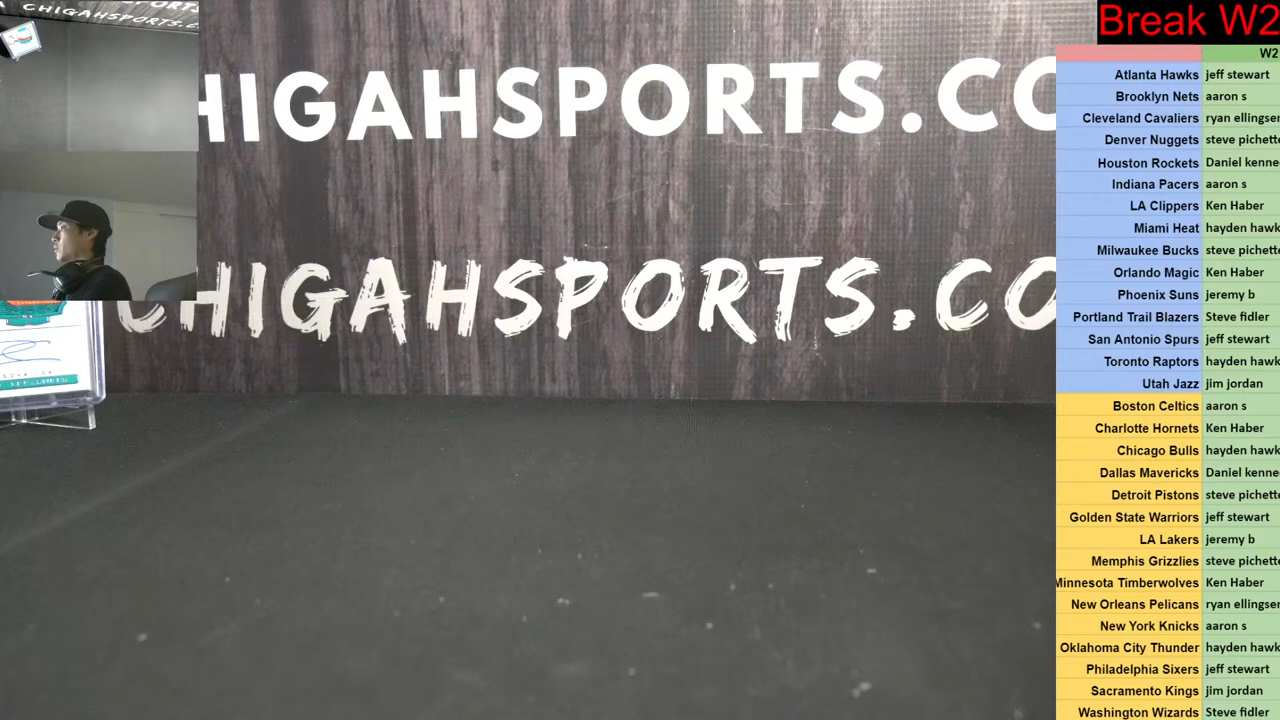 Break W2
CHIGAHSPORTS.C
HIGAHSPORTS.CO
CHIGAHSPORTS.CO
W2
Atlanta Hawks jeff stewart
Brooklyn Nets aaron s
Cleveland Cavaliers ryan ellingser
Denver Nuggets steve pichette
Houston Rockets Daniel kenne
Indiana Pacers aaron s
LA Clippers Ken Haber
Miami Heat hayden hawk
Milwaukee Bucks steve pichette
Orlando Magic Ken Haber
Phoenix Suns jeremy b
Portland Trail Blazers Steve fidler
San Antonio Spurs jeff stewart
Toronto Raptors hayden hawk
Utah Jazz jim jordan
Boston Celtics aaron s
Charlotte Hornets Ken Haber
Chicago Bulls hayden hawk
Dallas Mavericks Daniel kenne
Detroit Pistons steve pichette
Golden State Warriors jeff stewart
LA Lakers jeremy b
Memphis Grizzlies steve pichette
Minnesota Timberwolves Ken Haber
New Orleans Pelicans ryan ellingser
New York Knicks aaron s
Oklahoma City Thunder hayden hawk
Philadelphia Sixers jeff stewart
Sacramento Kings jim jordan
Washington Wizards Steve fidler